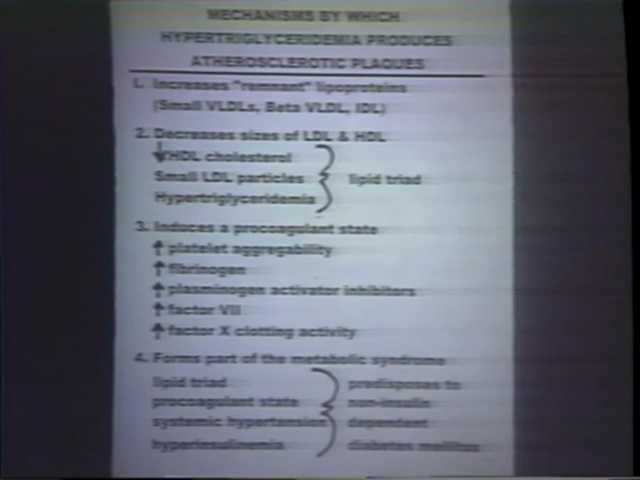 MECHANISMS BY WHICH
HYPERTRIGLYCERIDEMIA PRODUCES
ATHEROSCLEROTIC PLAQUES
1. Increases "remnant" lipoproteins
(Small VLDLs, Beta VLDL, IDL)
2. Decreases sizes of LDL & HDL
↓HDL cholesterol
Small LDL particles } lipid triad
Hypertriglyceridemia
3. Induces a procoagulant state
↑ platelet aggregability
↑ fibrinogen
↑ plasminogen activator inhibitors
↑ factor VII
↑ factor X clotting activity
4. Forms part of the metabolic syndrome
lipid triad predisposes to
procoagulant state } non-insulin
systemic hypertension dependent
hyperinsulinemia diabetes mellitus